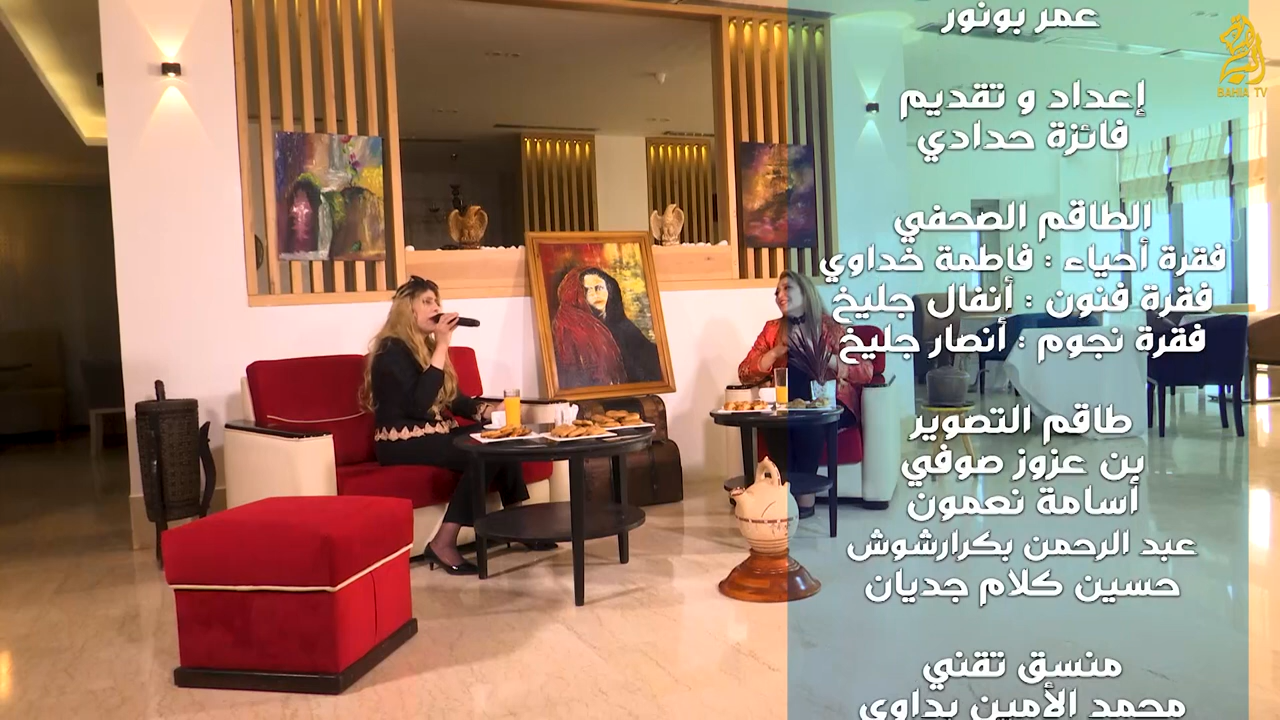 عمر بونور
إعداد و تقديم
فائزة حدادي
الطاقم الصحفي
فقرة أحياء : فاطمة خداوي
فقرة فنون : أنفال جليخ
فقرة نجوم : أنصار جليخ
طاقم التصوير
بن عزوز صوفي
أسامة نعمون
عبد الرحمن بكرارشوش
حسين كلام جديان
منسق تقني
محمد الأمين بداوي
البهية
BAHIA TV